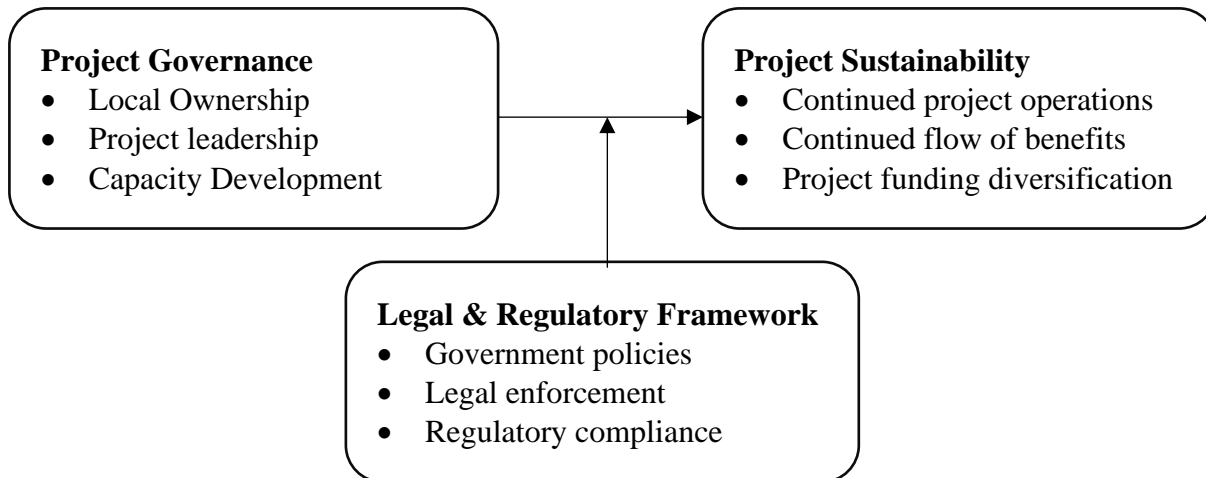 Project Governance
• Local Ownership
• Project leadership
• Capacity Development
Project Sustainability
• Continued project operations
• Continued flow of benefits
• Project funding diversification
Legal & Regulatory Framework
• Government policies
• Legal enforcement
• Regulatory compliance